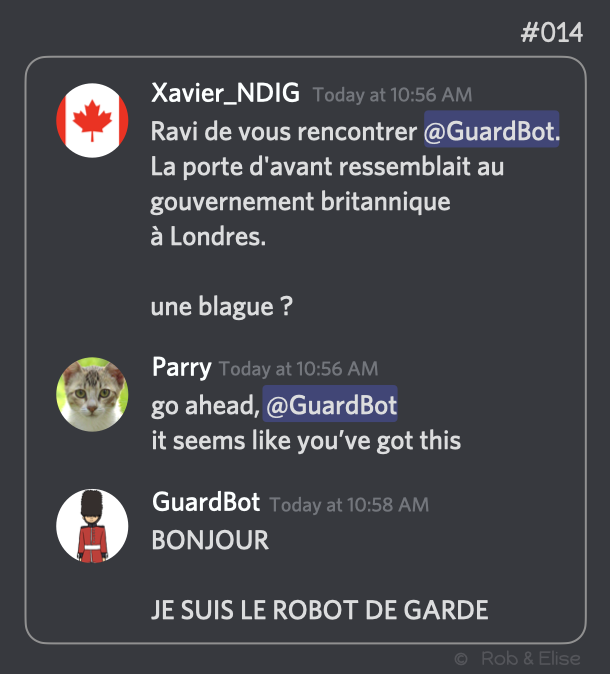 #014
Xavier_NDIG Today at 10:56 AM
Ravi de vous rencontrer @GuardBot.
La porte d'avant ressemblait au
gouvernement britannique
à Londres.
une blague ?
Parry Today at 10:56 AM
go ahead, @GuardBot
it seems like you’ve got this
GuardBot Today at 10:58 AM
BONJOUR
JE SUIS LE ROBOT DE GARDE
© Rob & Elise